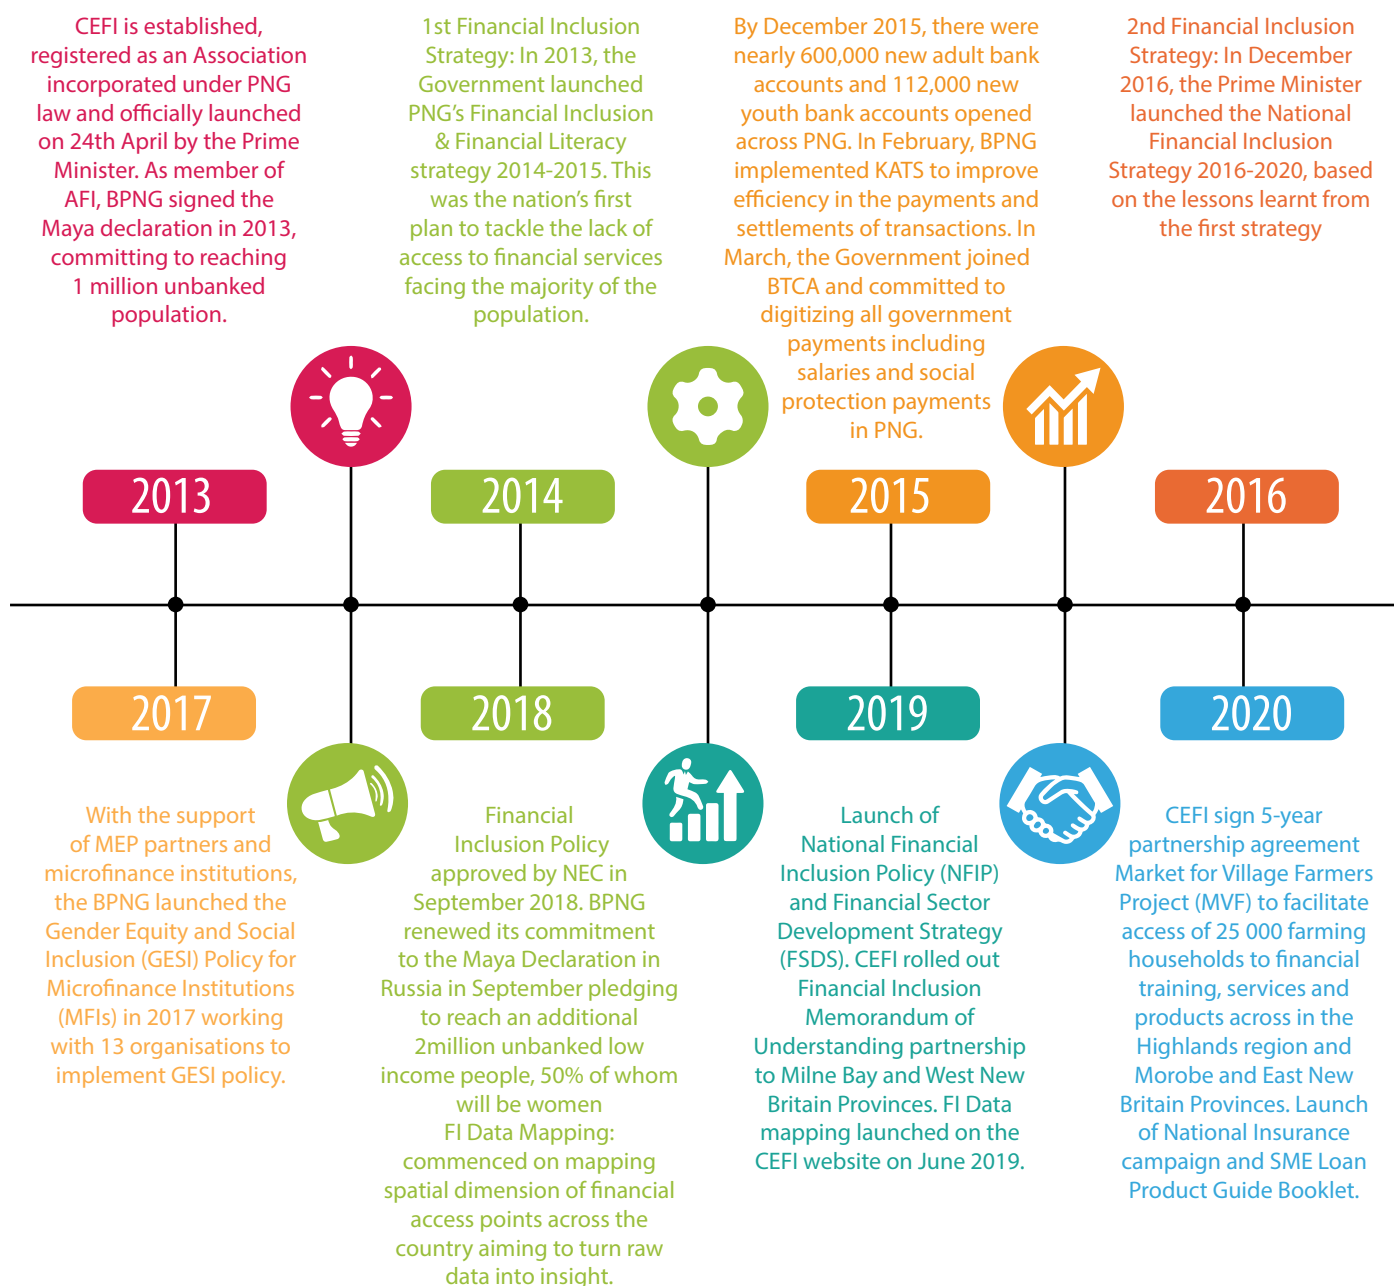 CEFI is established,
registered as an Association
incorporated under PNG
law and officially launched
on 24th April by the Prime
Minister. As member of
AFI, BPNG signed the
Maya declaration in 2013,
committing to reaching
1 million unbanked
population.
1st Financial Inclusion
Strategy: In 2013, the
Government launched
PNG's Financial Inclusion
& Financial Literacy
strategy 2014-2015. This
was the nation's first
plan to tackle the lack of
access to financial services
facing the majority of the
population.
By December 2015, there were
nearly 600,000 new adult bank
accounts and 112,000 new
youth bank accounts opened
across PNG. In February, BPNG
implemented KATS to improve
efficiency in the payments and
settlements of transactions. In
March, the Government joined
BTCA and committed to
digitizing all government
payments including
salaries and social
protection payments
in PNG.
2nd Financial Inclusion
Strategy: In December
2016, the Prime Minister
launched the National
Financial Inclusion
Strategy 2016-2020, based
on the lessons learnt from
the first strategy
2013
2014
2015
2016
2017
2018
2019
2020
With the support
of MEP partners and
microfinance institutions,
the BPNG launched the
Gender Equity and Social
Inclusion (GESI) Policy for
Microfinance Institutions
(MFIs) in 2017 working
with 13 organisations to
implement GESI policy.
Financial
Inclusion Policy
approved by NEC in
September 2018. BPNG
renewed its commitment
to the Maya Declaration in
Russia in September pledging
to reach an additional
2million unbanked low
income people, 50% of whom
will be women
FI Data Mapping:
commenced on mapping
spatial dimension of financial
access points across the
country aiming to turn raw
data into insight.
Launch of
National Financial
Inclusion Policy (NFIP)
and Financial Sector
Development Strategy
(FSDS). CEFI rolled out
Financial Inclusion
Memorandum of
Understanding partnership
to Milne Bay and West New
Britain Provinces. FI Data
mapping launched on the
CEFI website on June 2019.
CEFI sign 5-year
partnership agreement
Market for Village Farmers
Project (MVF) to facilitate
access of 25 000 farming
households to financial
training, services and
products across in the
Highlands region and
Morobe and East New
Britain Provinces. Launch
of National Insurance
campaign and SME Loan
Product Guide Booklet.